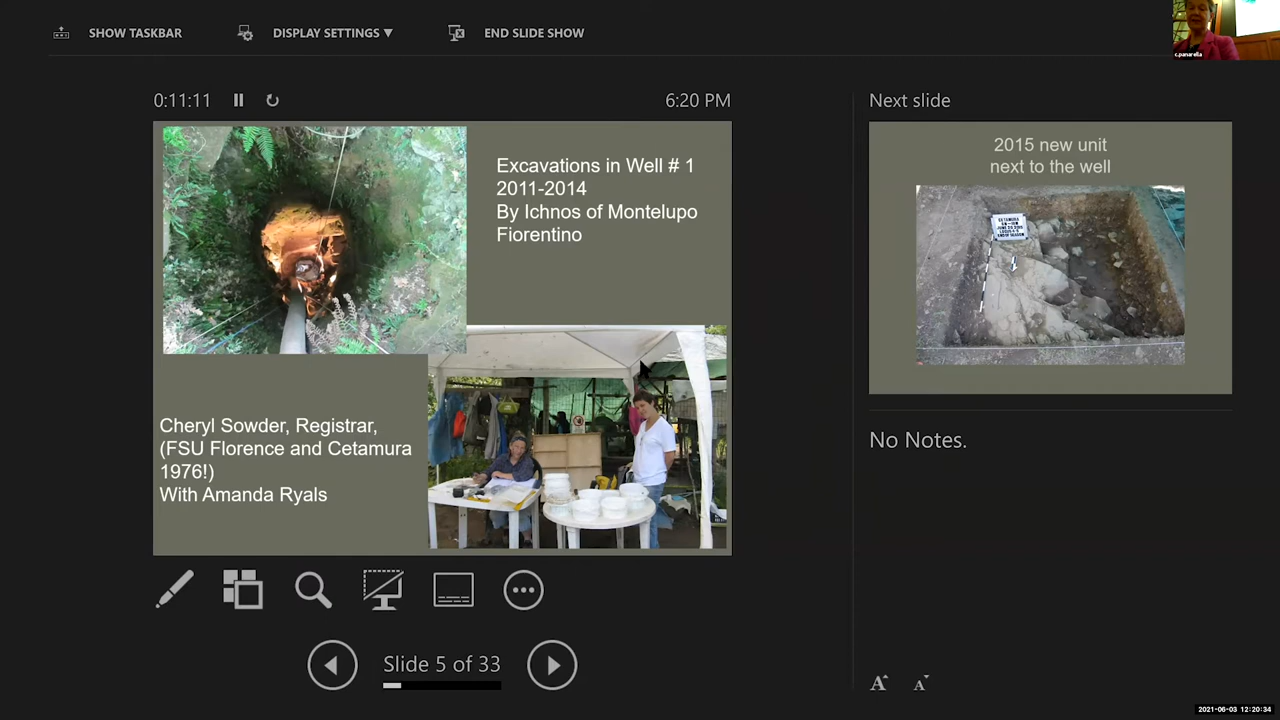 SHOW TASKBAR
DISPLAY SETTINGS ▼
END SLIDE SHOW
c.panarella
0:11:11
6:20 PM
Next slide
Excavations in Well # 1
2011-2014
By Ichnos of Montelupo
Fiorentino
Cheryl Sowder, Registrar,
(FSU Florence and Cetamura
1976!)
With Amanda Ryals
2015 new unit
next to the well
CETAMURA
No Notes.
Slide 5 of 33
A A
2021-06-03 12:20:34